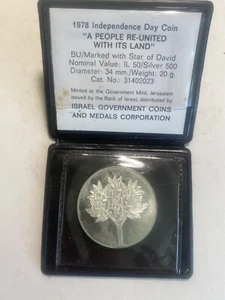 1978 Independence Day Coin
"A PEOPLE RE-UNITED
WITH ITS LAND"
BU/Marked with Star of David
Nominal Value: IL 50/Silver 500
Diameter: 34 mm./Weight: 20 g.
Cat. No: 31402023
Minted at the Government Mint, Jerusalem
issued by the Bank of Israel, distributed by
ISRAEL GOVERNMENT COINS
AND MEDALS CORPORATION